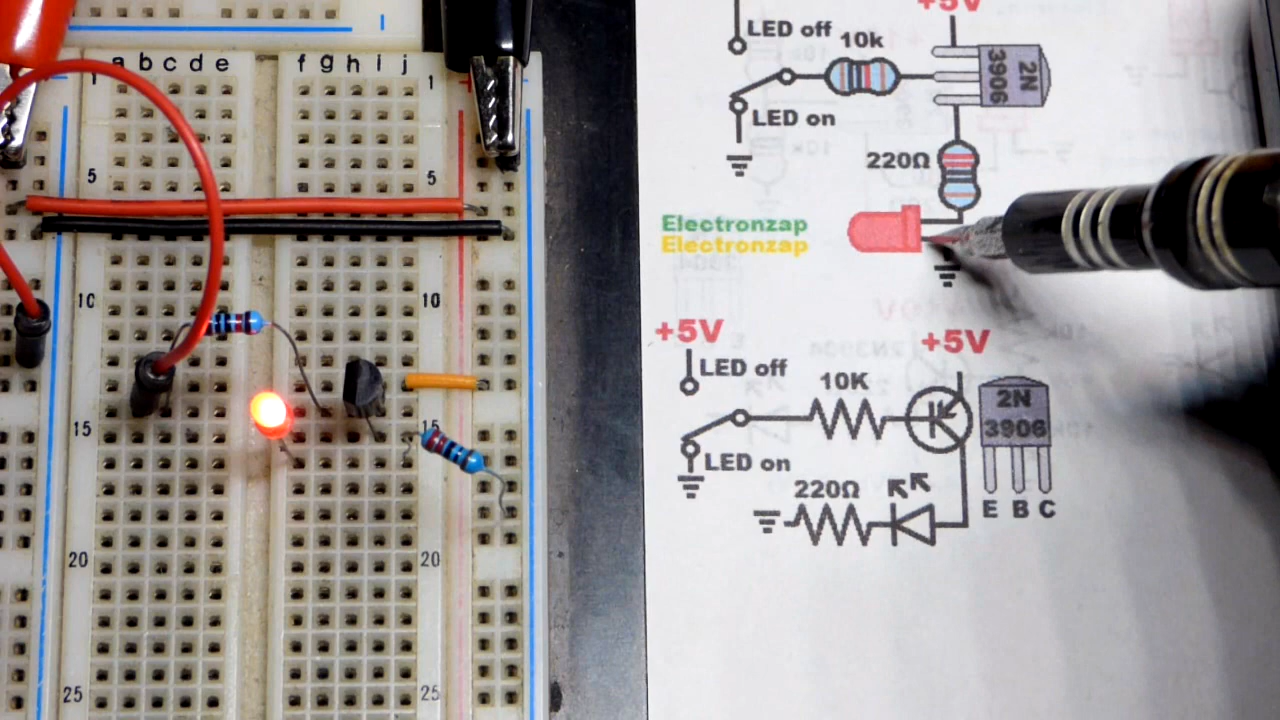 a b c d e
f g h i j
1
1
5
5
10
10
15
15
20
20
25
25
+5V
LED off
10k
2N
3906
LED on
220Ω
Electronzap
Electronzap
+5V
+5V
LED off
10K
2N
3906
LED on
220Ω
E B C